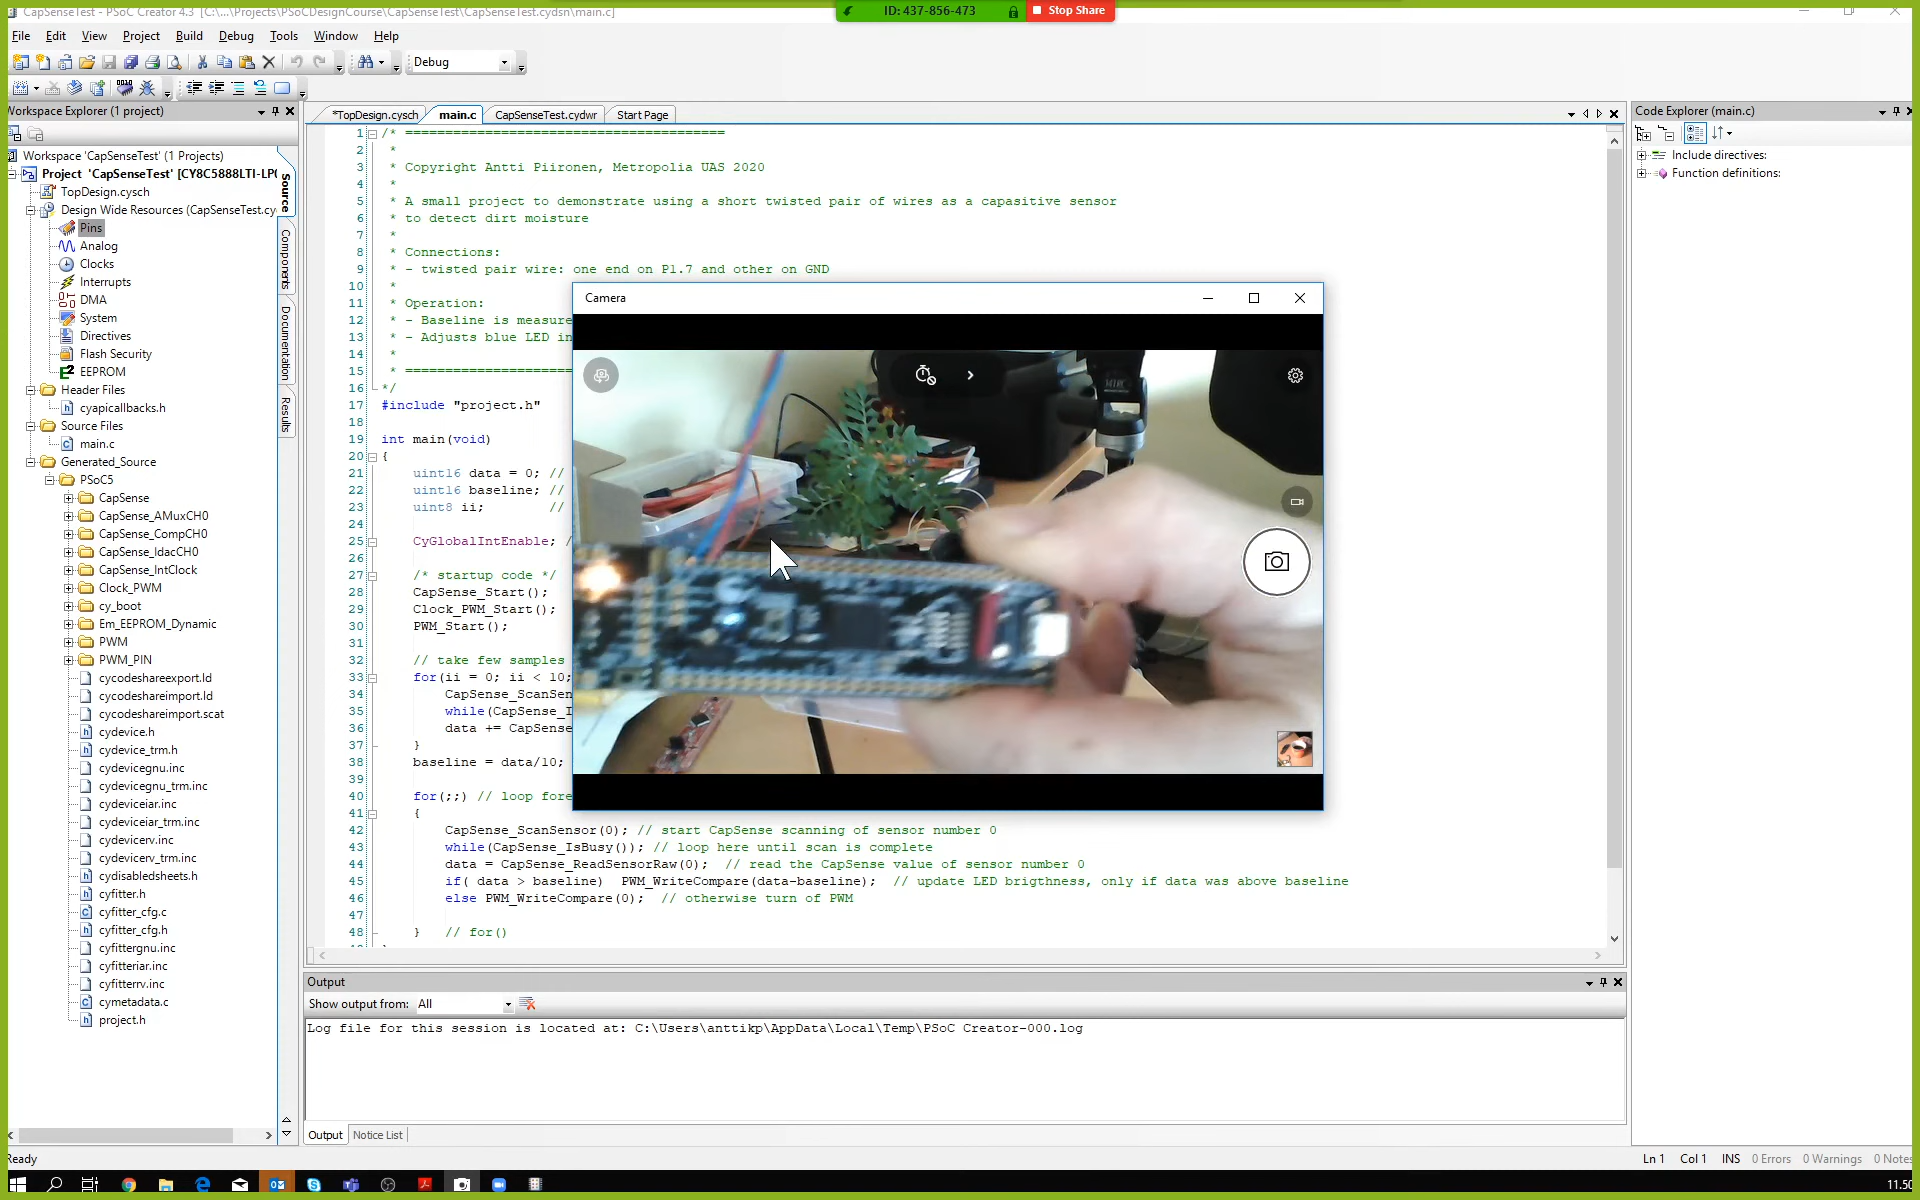 CapSenseTest - PSoC Creator 4.3 [C:\...\Projects\PSoCDesignCourse\CapSenseTest\CapSenseTest.cydsn\main.c]
ID: 437-856-473
Stop Share
File Edit View Project Build Debug Tools Window Help
Debug
Workspace Explorer (1 project)
Workspace 'CapSenseTest' (1 Projects)
Project 'CapSenseTest' [CY8C5888LTI-LP0
TopDesign.cysch
Design Wide Resources (CapSenseTest.cy
Pins
Analog
Clocks
Interrupts
DMA
System
Directives
Flash Security
EEPROM
Header Files
cyapicallbacks.h
Source Files
main.c
Generated_Source
PSoC5
CapSense
CapSense_AMuxCH0
CapSense_CompCH0
CapSense_IdacCH0
CapSense_IntClock
Clock_PWM
cy_boot
Em_EEPROM_Dynamic
PWM
PWM_PIN
cycodeshareexport.ld
cycodeshareimport.ld
cycodeshareimport.scat
cydevice.h
cydevice_trm.h
cydevicegnu.inc
cydevicegnu_trm.inc
cydeviceiar.inc
cydeviceiar_trm.inc
cydevicerv.inc
cydevicerv_trm.inc
cydisabledsheets.h
cyfitter.h
cyfitter_cfg.c
cyfitter_cfg.h
cyfittergnu.inc
cyfitteriar.inc
cyfitterrv.inc
cymetadata.c
project.h
Source
Components
Documentation
Results
*TopDesign.cysch main.c CapSenseTest.cydwr Start Page
1 /* ========================================
2 *
3 * Copyright Antti Piironen, Metropolia UAS 2020
4 *
5 * A small project to demonstrate using a short twisted pair of wires as a capasitive sensor
6 * to detect dirt moisture
7 *
8 * Connections:
9 * - twisted pair wire: one end on P1.7 and other on GND
10 *
11 * Operation:
12 * - Baseline is measure
13 * - Adjusts blue LED in
14 *
15 * =====================
16 */
17 #include "project.h"
18
19 int main(void)
20 {
21 uint16 data = 0; //
22 uint16 baseline; //
23 uint8 ii; //
24
25 CyGlobalIntEnable; /
26
27 /* startup code */
28 CapSense_Start();
29 Clock_PWM_Start();
30 PWM_Start();
31
32 // take few samples
33 for(ii = 0; ii < 10;
34 CapSense_ScanSen
35 while(CapSense_I
36 data += CapSense
37 }
38 baseline = data/10;
39
40 for(;;) // loop fore
41 {
42 CapSense_ScanSensor(0); // start CapSense scanning of sensor number 0
43 while(CapSense_IsBusy()); // loop here until scan is complete
44 data = CapSense_ReadSensorRaw(0); // read the CapSense value of sensor number 0
45 if( data > baseline) PWM_WriteCompare(data-baseline); // update LED brigthness, only if data was above baseline
46 else PWM_WriteCompare(0); // otherwise turn of PWM
47
48 } // for()
Camera
Code Explorer (main.c)
Include directives:
Function definitions:
Output
Show output from: All
Log file for this session is located at: C:\Users\anttikp\AppData\Local\Temp\PSoC Creator-000.log
Output Notice List
Ready
Ln 1 Col 1 INS 0 Errors 0 Warnings 0 Notes
11.50